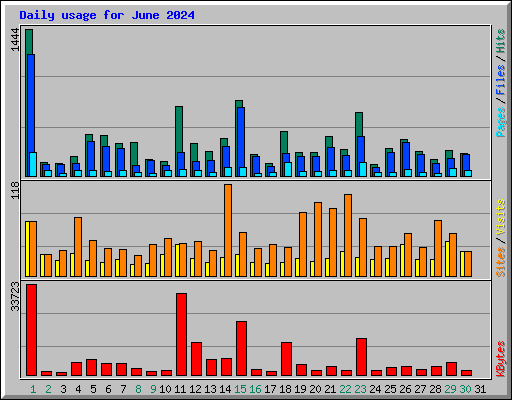 Daily usage for June 2024
1444
Pages / Files / Hits
118
Sites / Visits
33723
KBytes
1 2 3 4 5 6 7 8 9 10 11 12 13 14 15 16 17 18 19 20 21 22 23 24 25 26 27 28 29 30 31